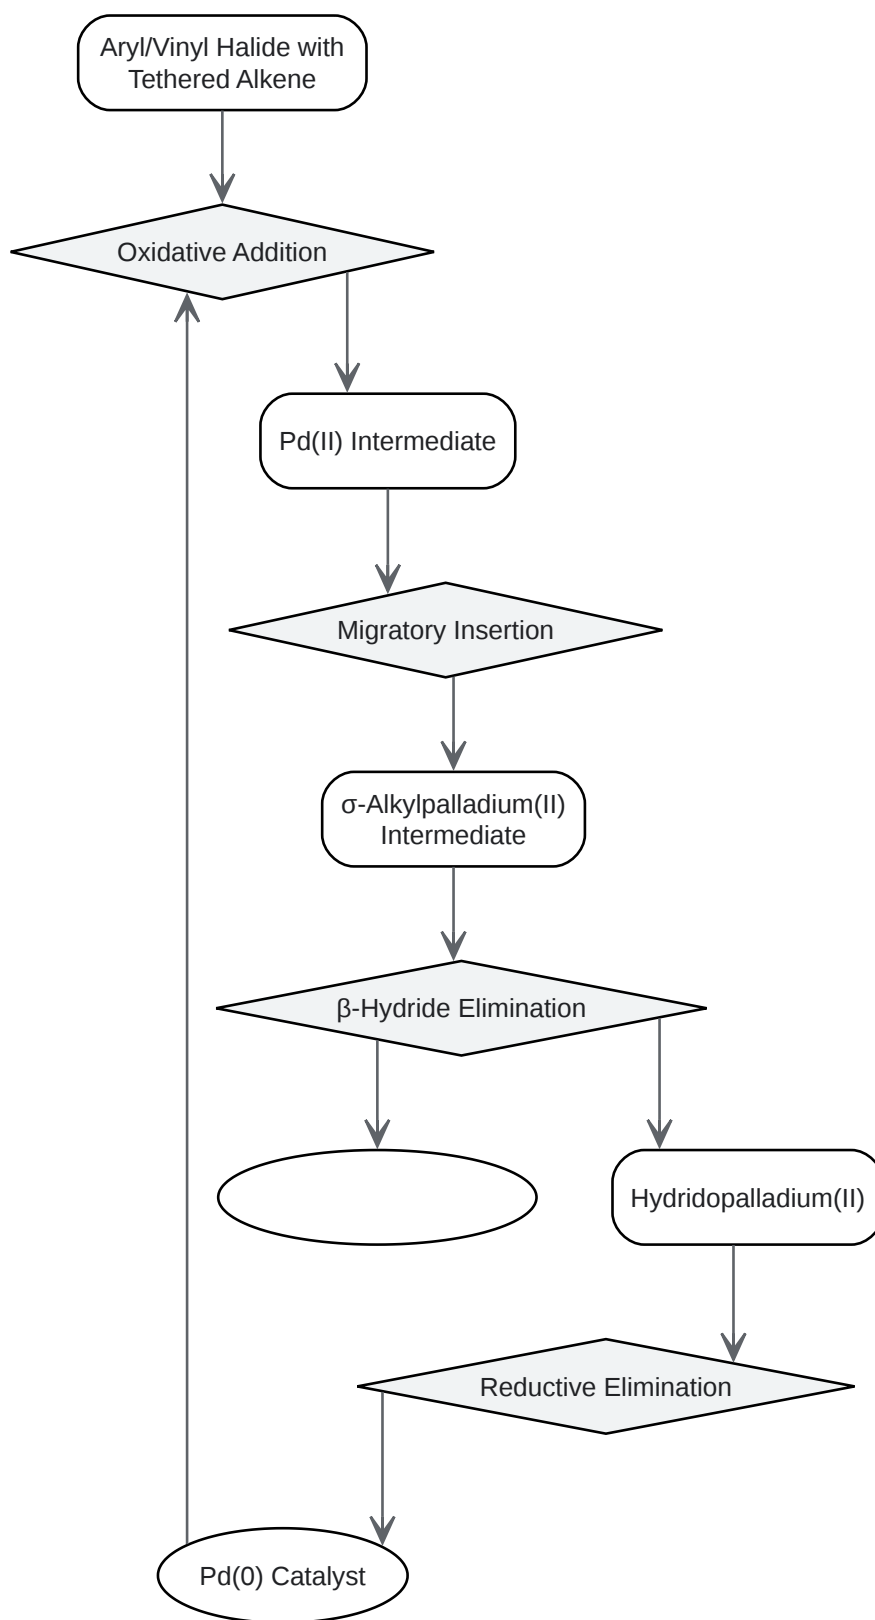 Aryl/Vinyl Halide with
Tethered Alkene
Oxidative Addition
Pd(II) Intermediate
Migratory Insertion
σ-Alkylpalladium(II)
Intermediate
β-Hydride Elimination
Hydridopalladium(II)
Reductive Elimination
Pd(0) Catalyst